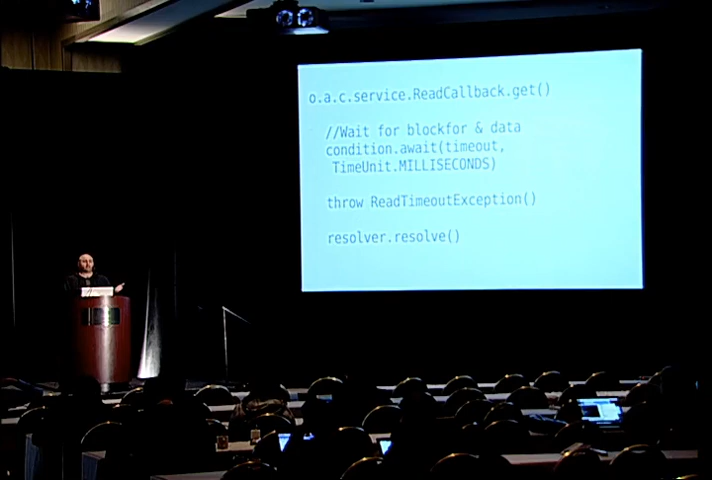 o.a.c.service.ReadCallback.get()
//Wait for blockfor & data
condition.await(timeout,
TimeUnit.MILLISECONDS)
throw ReadTimeoutException()
resolver.resolve()